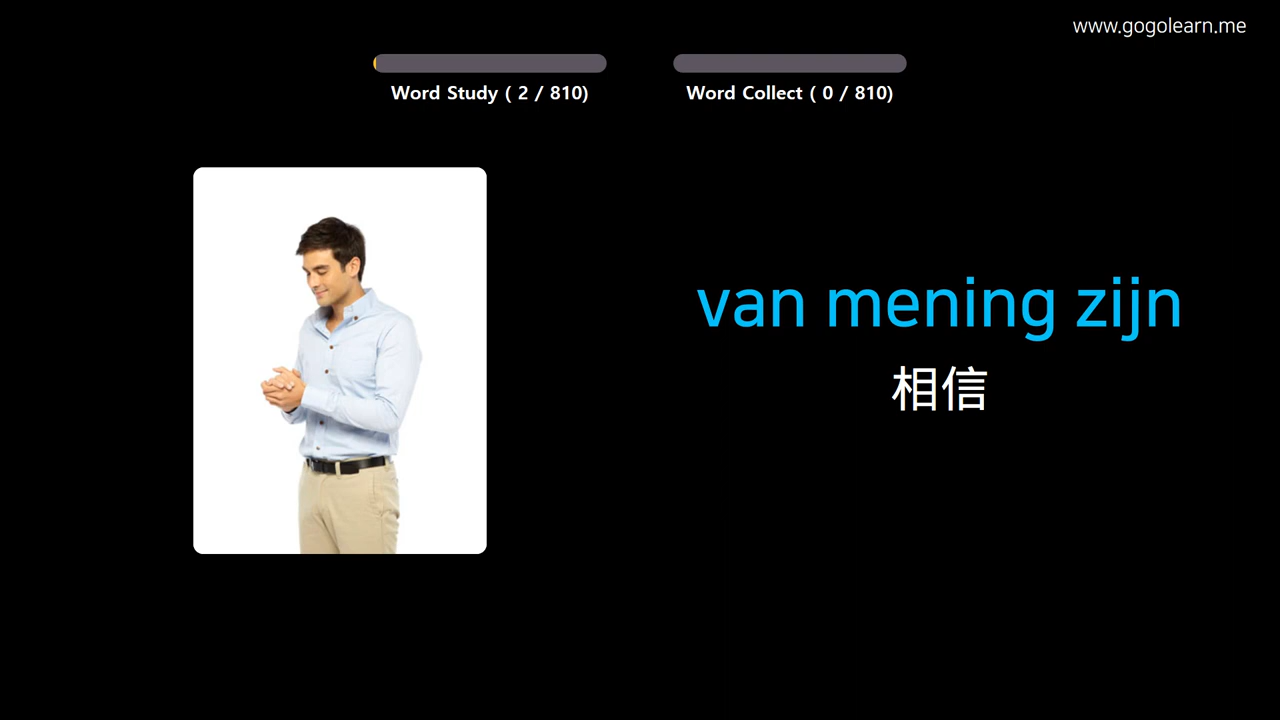 www.gogolearn.me
Word Study ( 2 / 810)
Word Collect ( 0 / 810)
van mening zijn
相信